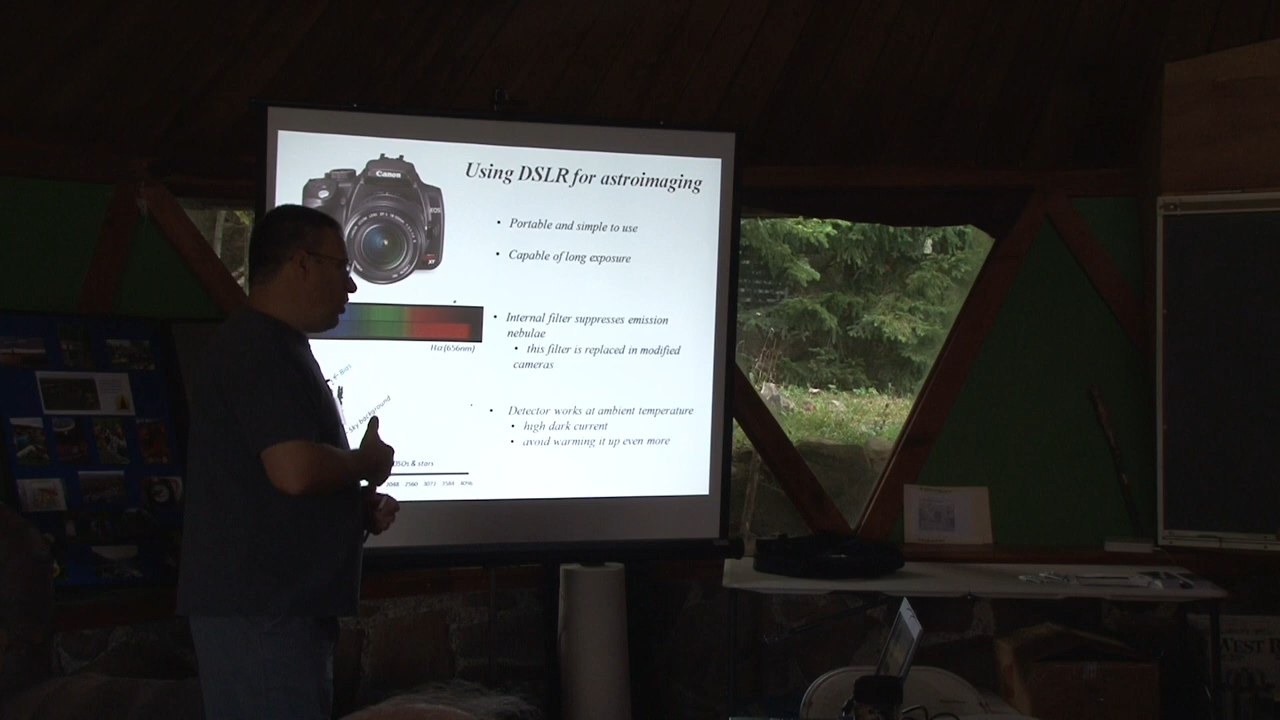 Using DSLR for astroimaging
Canon
EOS
• Portable and simple to use
• Capable of long exposure
• Internal filter suppresses emission
nebulae
• this filter is replaced in modified
cameras
Hα (656nm)
← Bias
Sky background
• Detector works at ambient temperature
• high dark current
• avoid warming it up even more
DSOs & stars
2048 2560 3072 3584 4096